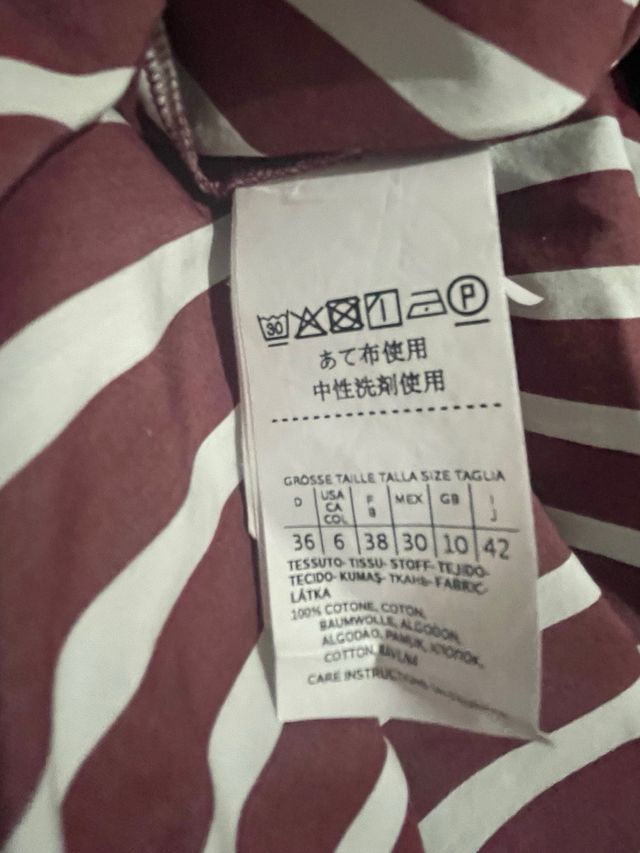 30 P
あて布使用
中性洗剤使用
GRÖSSE TAILLE TALLA SIZE TAGLIA
D USA CA COL F B MEX GB I J
36 6 38 30 10 42
TESSUTO-TISSU-STOFF-TEJIDO-
TECIDO-KUMAŞ-ТКАНЬ-FABRIC-
LÁTKA
100% COTONE, COTON,
BAUMWOLLE, ALGODON,
ALGODAO, PAMUK, ХЛОПОК,
COTTON, BAVLNA
CARE INSTRUCTIONS